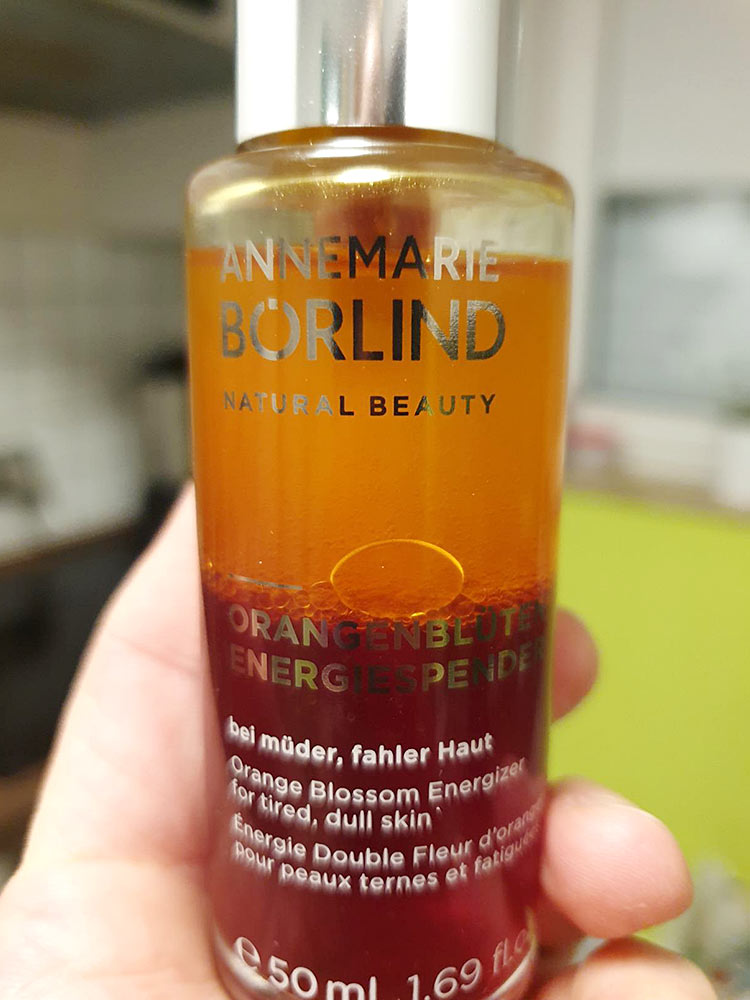 ANNEMARIE
BÖRLIND
NATURAL BEAUTY
ORANGENBLÜTEN
ENERGIESPENDER
bei müder, fahler Haut
Orange Blossom Energizer
for tired, dull skin
Énergie Double Fleur d'orange
pour peaux ternes et fatiguées
e 50 ml 1.69 fl.